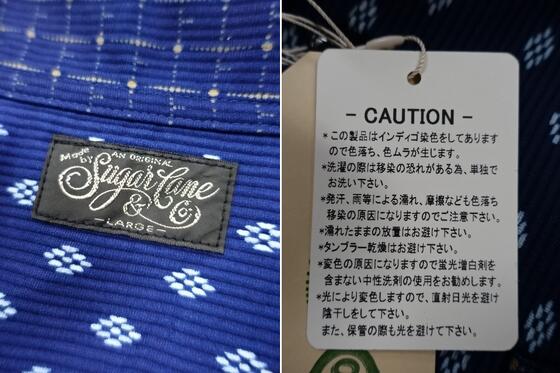 Made by
AN ORIGINAL
Sugar Cane
& Co.
-LARGE-
- CAUTION -
*この製品はインディゴ染色をしてあります
ので色落ち、色ムラが生じます。
*洗濯の際は移染の恐れがある為、単独で
お洗い下さい。
*発汗、雨等による濡れ、摩擦なども色落ち
移染の原因になりますのでご注意下さい。
*濡れたままの放置はお避け下さい。
*タンブラー乾燥はお避け下さい。
*変色の原因になりますので蛍光増白剤を
含まない中性洗剤の使用をお勧めします。
*光により変色しますので、直射日光を避け
陰干しをして下さい。
また、保管の際も光を避けて下さい。